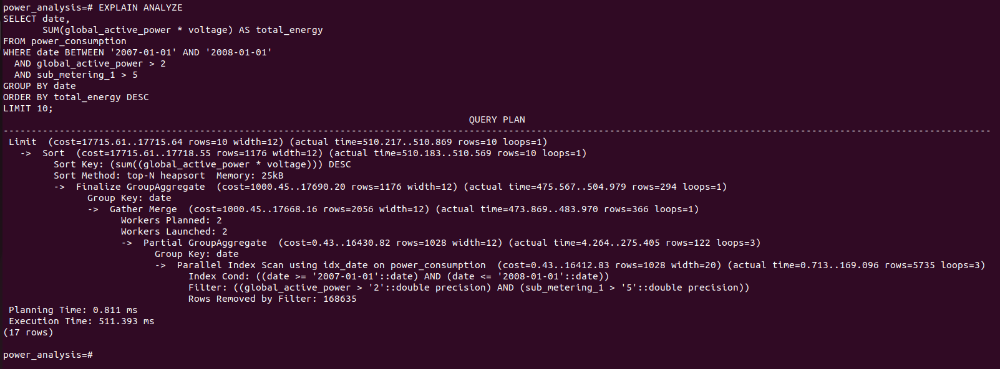 power_analysis=# EXPLAIN ANALYZE
SELECT date,
       SUM(global_active_power * voltage) AS total_energy
FROM power_consumption
WHERE date BETWEEN '2007-01-01' AND '2008-01-01'
  AND global_active_power > 2
  AND sub_metering_1 > 5
GROUP BY date
ORDER BY total_energy DESC
LIMIT 10;
                                                                                   QUERY PLAN
--------------------------------------------------------------------------------------------------------------------------------------------------------------------------------
 Limit  (cost=17715.61..17715.64 rows=10 width=12) (actual time=510.217..510.869 rows=10 loops=1)
   ->  Sort  (cost=17715.61..17718.55 rows=1176 width=12) (actual time=510.183..510.569 rows=10 loops=1)
         Sort Key: (sum((global_active_power * voltage))) DESC
         Sort Method: top-N heapsort  Memory: 25kB
         ->  Finalize GroupAggregate  (cost=1000.45..17690.20 rows=1176 width=12) (actual time=475.567..504.979 rows=294 loops=1)
               Group Key: date
               ->  Gather Merge  (cost=1000.45..17668.16 rows=2056 width=12) (actual time=473.869..483.970 rows=366 loops=1)
                     Workers Planned: 2
                     Workers Launched: 2
                     ->  Partial GroupAggregate  (cost=0.43..16430.82 rows=1028 width=12) (actual time=4.264..275.405 rows=122 loops=3)
                           Group Key: date
                           ->  Parallel Index Scan using idx_date on power_consumption  (cost=0.43..16412.83 rows=1028 width=20) (actual time=0.713..169.096 rows=5735 loops=3)
                                 Index Cond: ((date >= '2007-01-01'::date) AND (date <= '2008-01-01'::date))
                                 Filter: ((global_active_power > '2'::double precision) AND (sub_metering_1 > '5'::double precision))
                                 Rows Removed by Filter: 168635
 Planning Time: 0.811 ms
 Execution Time: 511.393 ms
(17 rows)

power_analysis=#